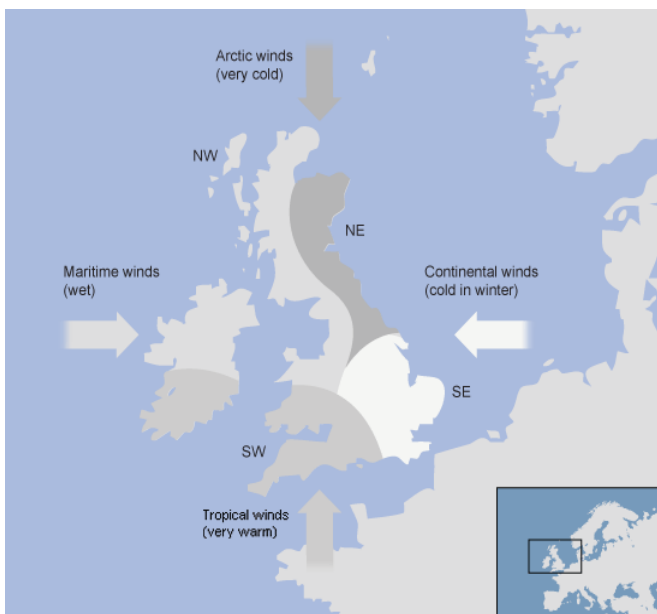 Arctic winds
(very cold)
NW
NE
Maritime winds
(wet)
Continental winds
(cold in winter)
SE
SW
Tropical winds
(very warm)